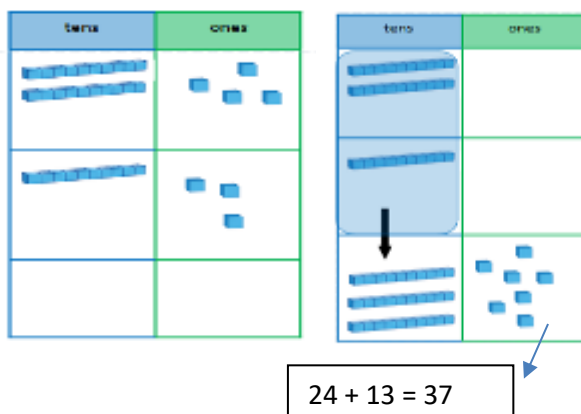 tens ones
tens ones
24 + 13 = 37